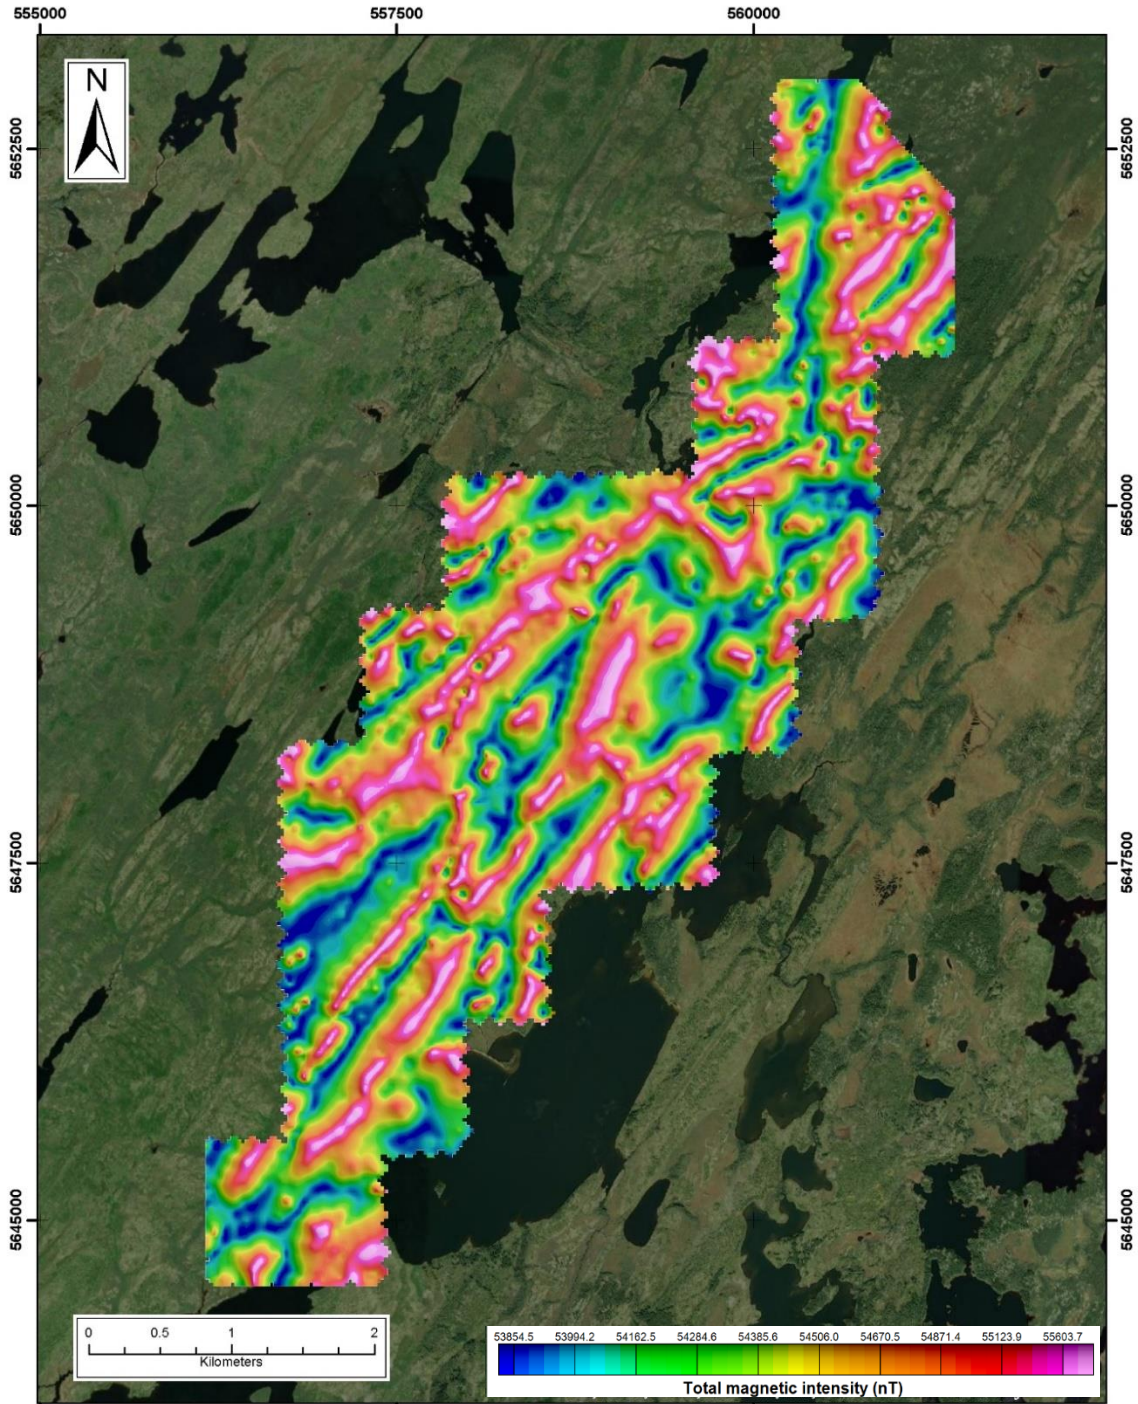 555000 557500 560000
N
5652500 5652500
5650000 5650000
5647500 5647500
5645000 5645000
0 0.5 1 2
Kilometers
53854.5 53994.2 54162.5 54284.6 54385.6 54506.0 54670.5 54871.4 55123.9 55603.7
Total magnetic intensity (nT)